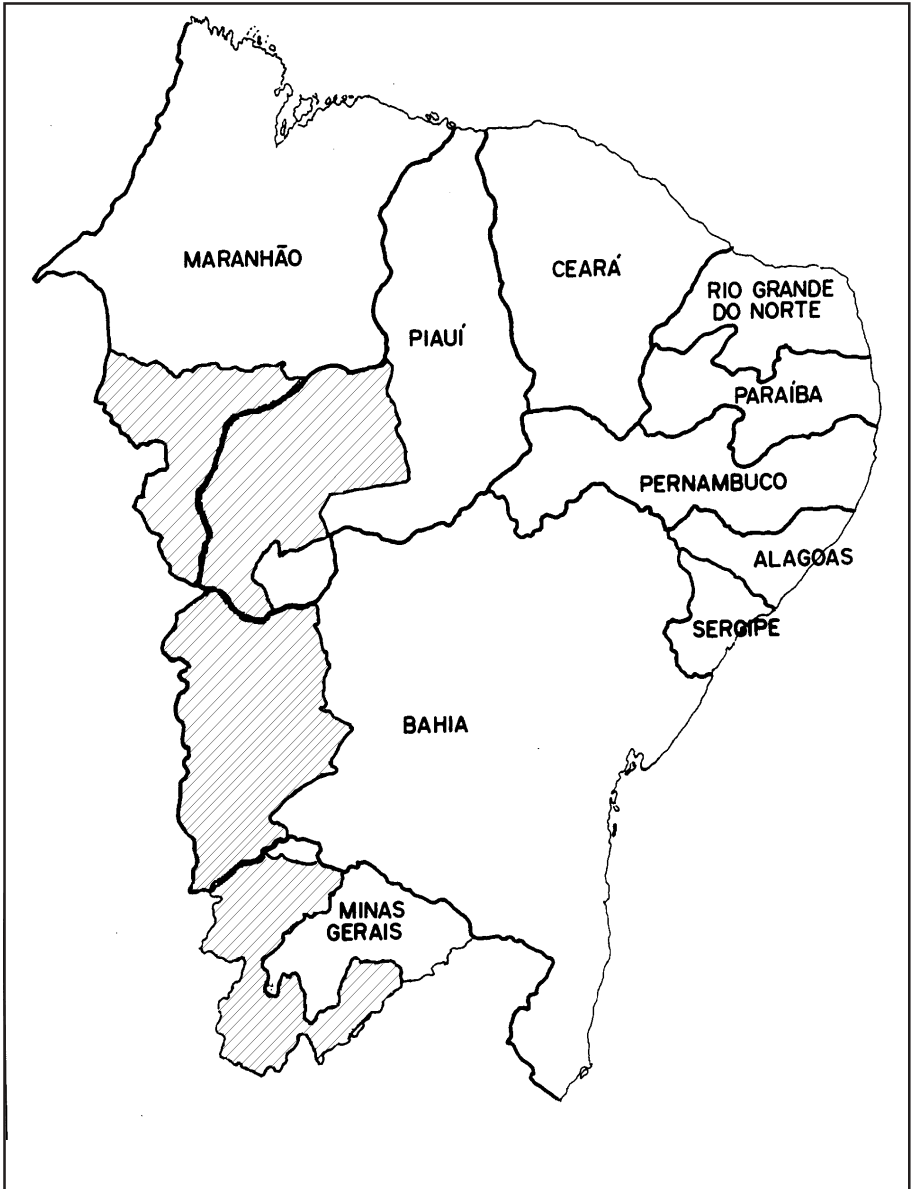 MARANHÃO
CEARÁ
RIO GRANDE
DO NORTE
PIAUÍ
PARAÍBA
PERNAMBUCO
ALAGOAS
SERGIPE
BAHIA
MINAS
GERAIS